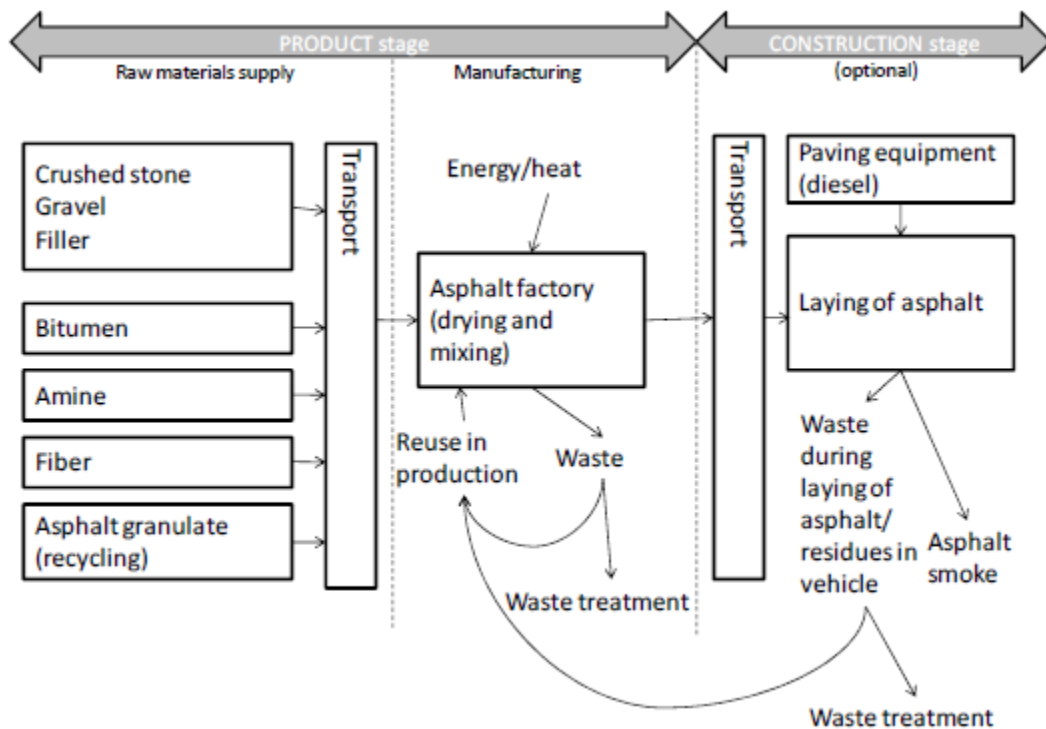 PRODUCT stage
CONSTRUCTION stage
Raw materials supply
Manufacturing
(optional)
Crushed stone
Gravel
Filler
Bitumen
Amine
Fiber
Asphalt granulate
(recycling)
Transport
Energy/heat
Asphalt factory
(drying and
mixing)
Reuse in
production
Waste
Waste treatment
Transport
Paving equipment
(diesel)
Laying of asphalt
Waste
during
laying of
asphalt/
residues in
vehicle
Asphalt
smoke
Waste treatment